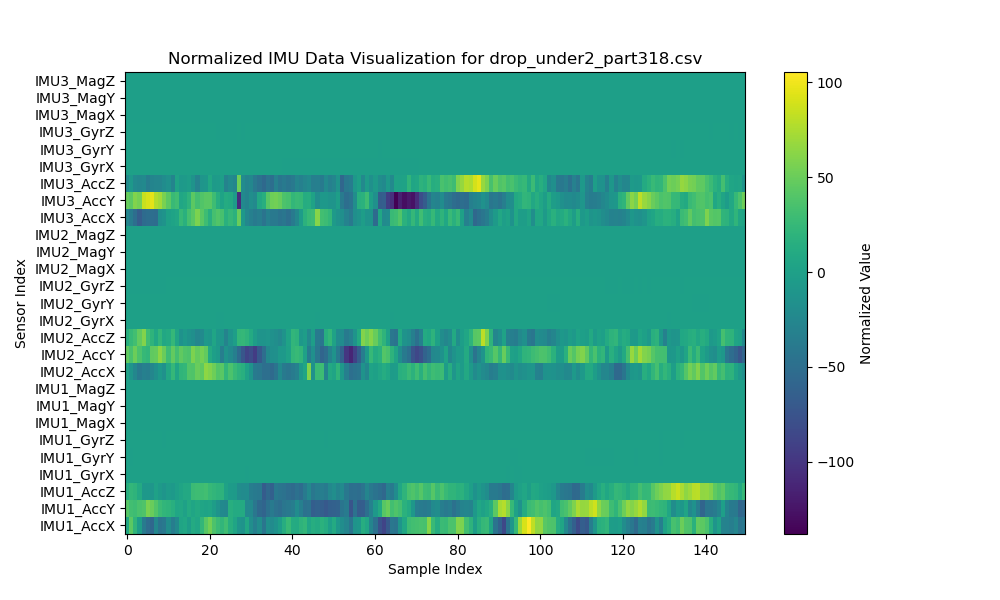 Normalized IMU Data Visualization for drop_under2_part318.csv
IMU3_MagZ
IMU3_MagY
IMU3_MagX
IMU3_GyrZ
IMU3_GyrY
IMU3_GyrX
IMU3_AccZ
IMU3_AccY
IMU3_AccX
IMU2_MagZ
IMU2_MagY
IMU2_MagX
IMU2_GyrZ
IMU2_GyrY
IMU2_GyrX
IMU2_AccZ
IMU2_AccY
IMU2_AccX
IMU1_MagZ
IMU1_MagY
IMU1_MagX
IMU1_GyrZ
IMU1_GyrY
IMU1_GyrX
IMU1_AccZ
IMU1_AccY
IMU1_AccX
Sensor Index
0 20 40 60 80 100 120 140
Sample Index
100
50
0
−50
−100
Normalized Value